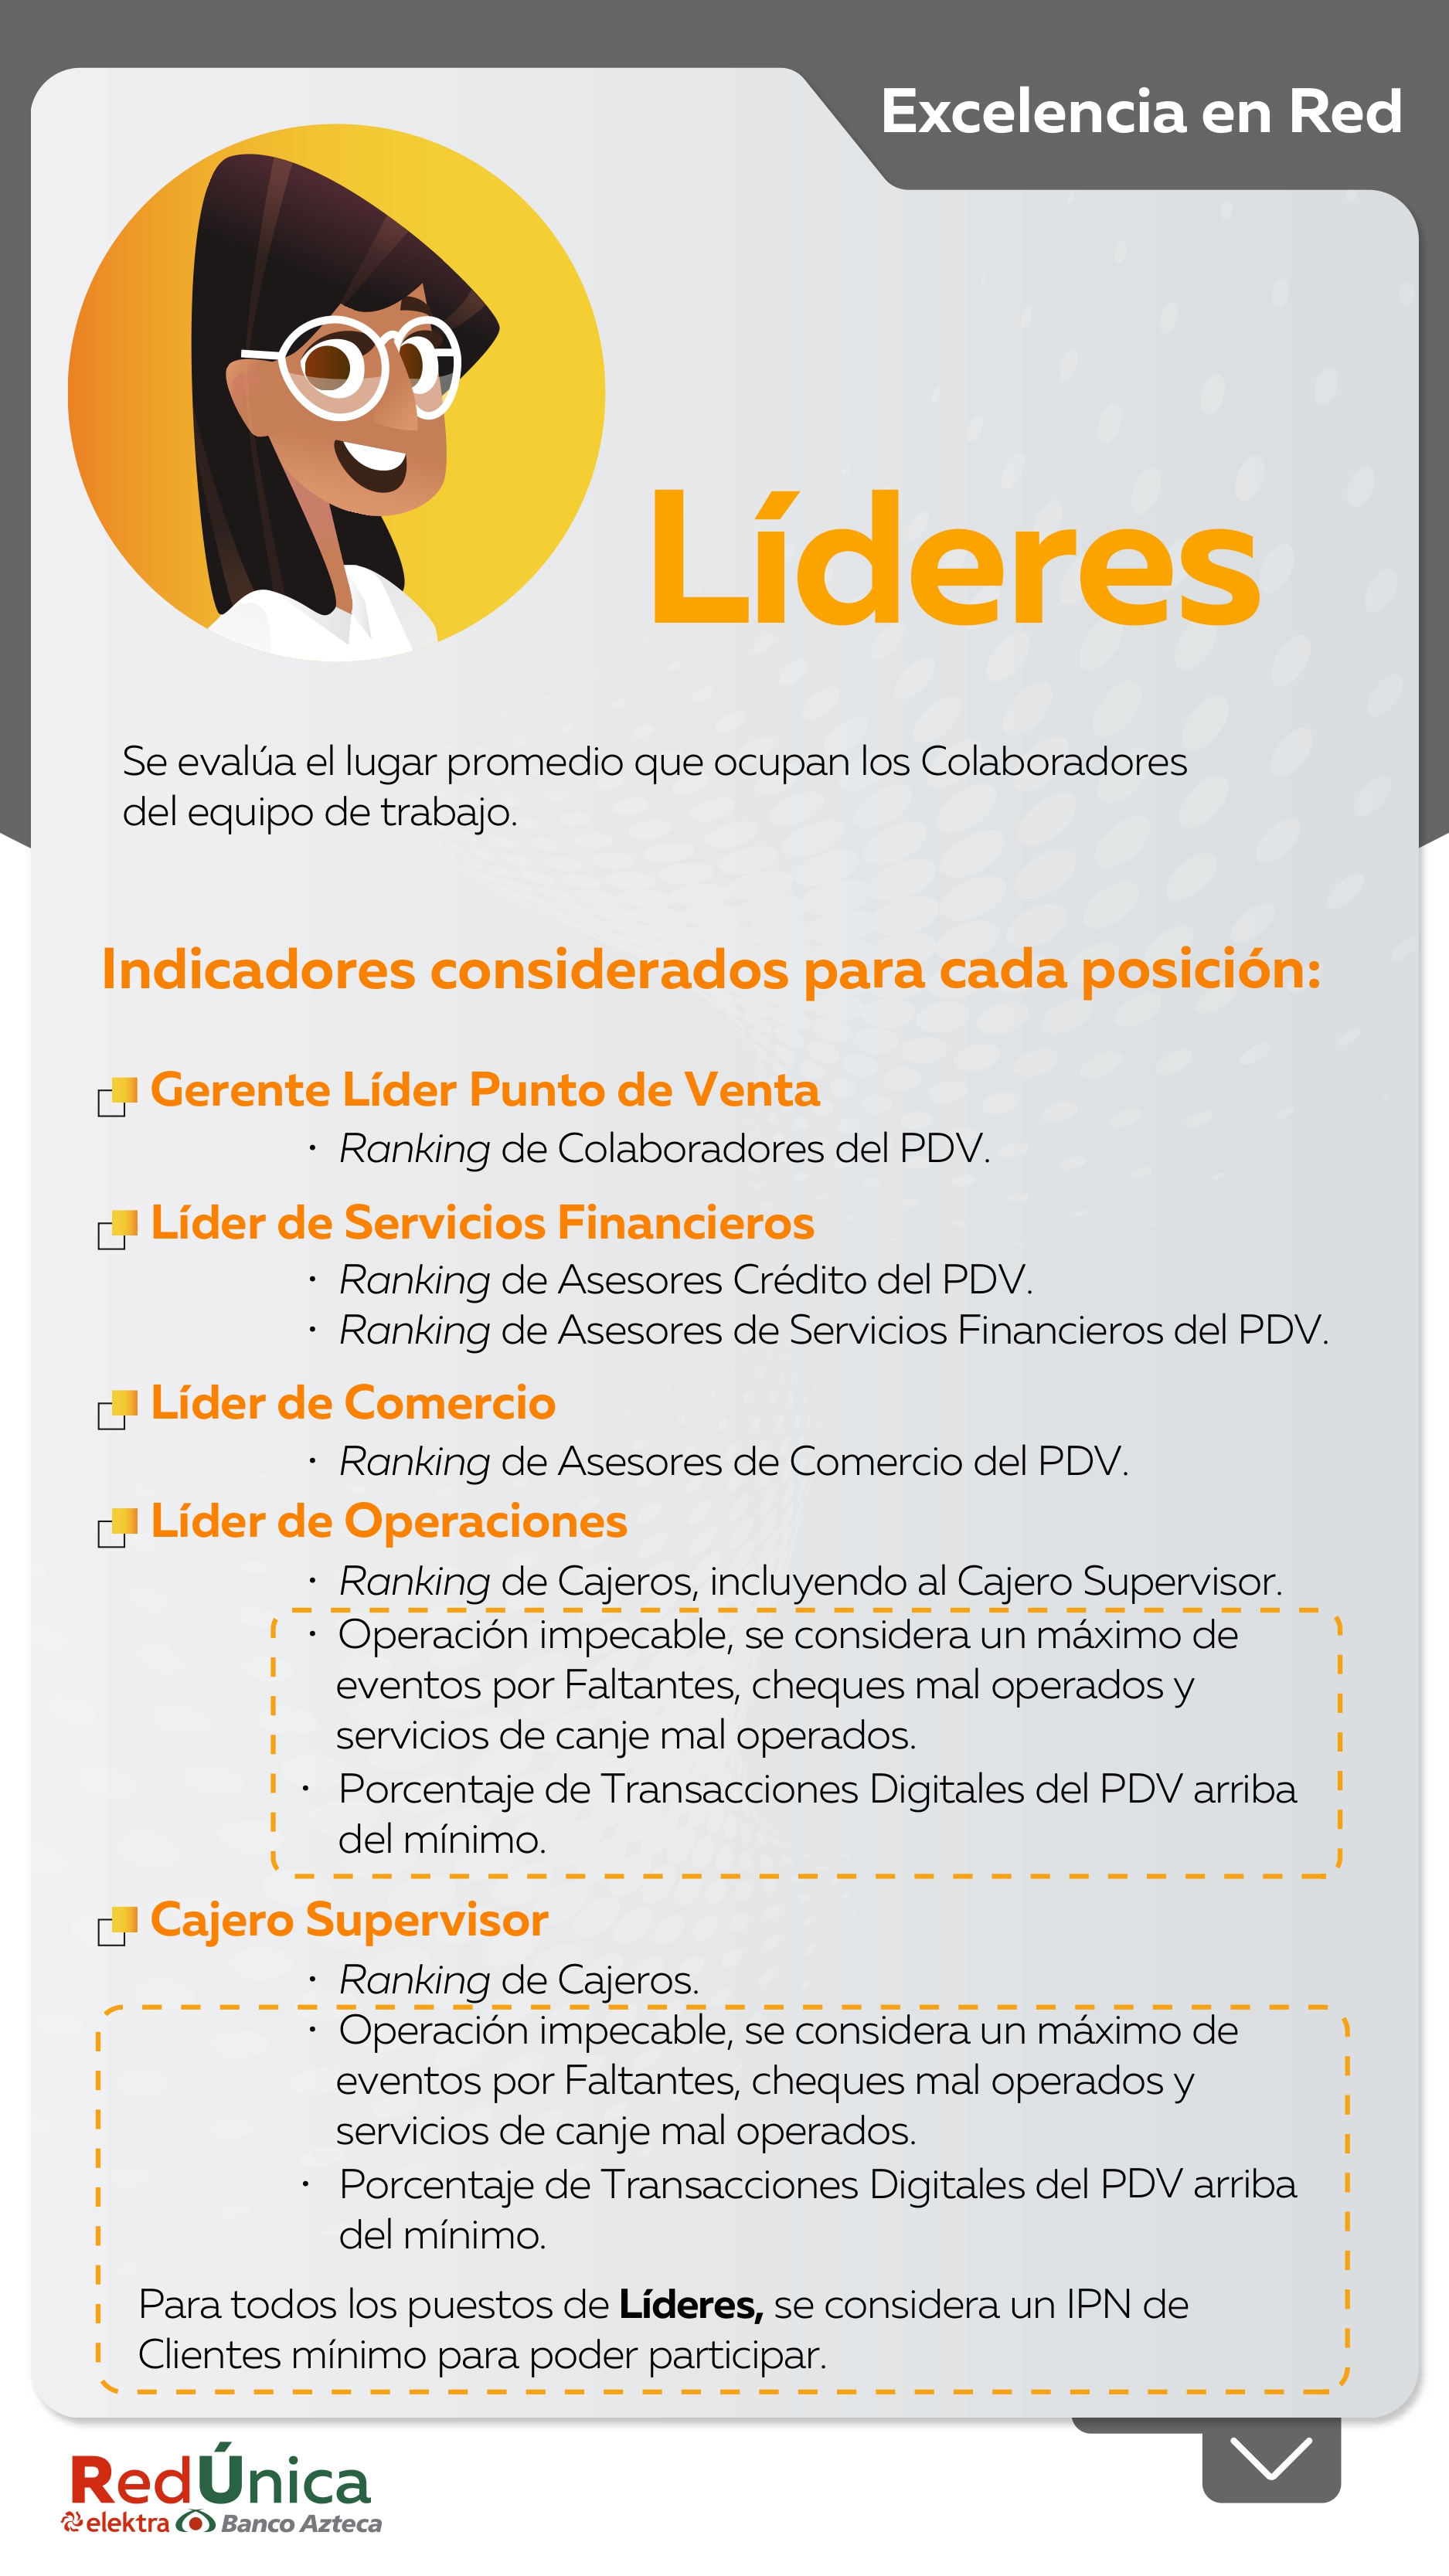 Excelencia en Red
Líderes
Se evalúa el lugar promedio que ocupan los Colaboradores
del equipo de trabajo.
Indicadores considerados para cada posición:
Gerente Líder Punto de Venta
· Ranking de Colaboradores del PDV.
Líder de Servicios Financieros
· Ranking de Asesores Crédito del PDV.
· Ranking de Asesores de Servicios Financieros del PDV.
Líder de Comercio
· Ranking de Asesores de Comercio del PDV.
Líder de Operaciones
· Ranking de Cajeros, incluyendo al Cajero Supervisor.
· Operación impecable, se considera un máximo de
eventos por Faltantes, cheques mal operados y
servicios de canje mal operados.
· Porcentaje de Transacciones Digitales del PDV arriba
del mínimo.
Cajero Supervisor
· Ranking de Cajeros.
· Operación impecable, se considera un máximo de
eventos por Faltantes, cheques mal operados y
servicios de canje mal operados.
· Porcentaje de Transacciones Digitales del PDV arriba
del mínimo.
Para todos los puestos de Líderes, se considera un IPN de
Clientes mínimo para poder participar.
RedÚnica
elektra Banco Azteca